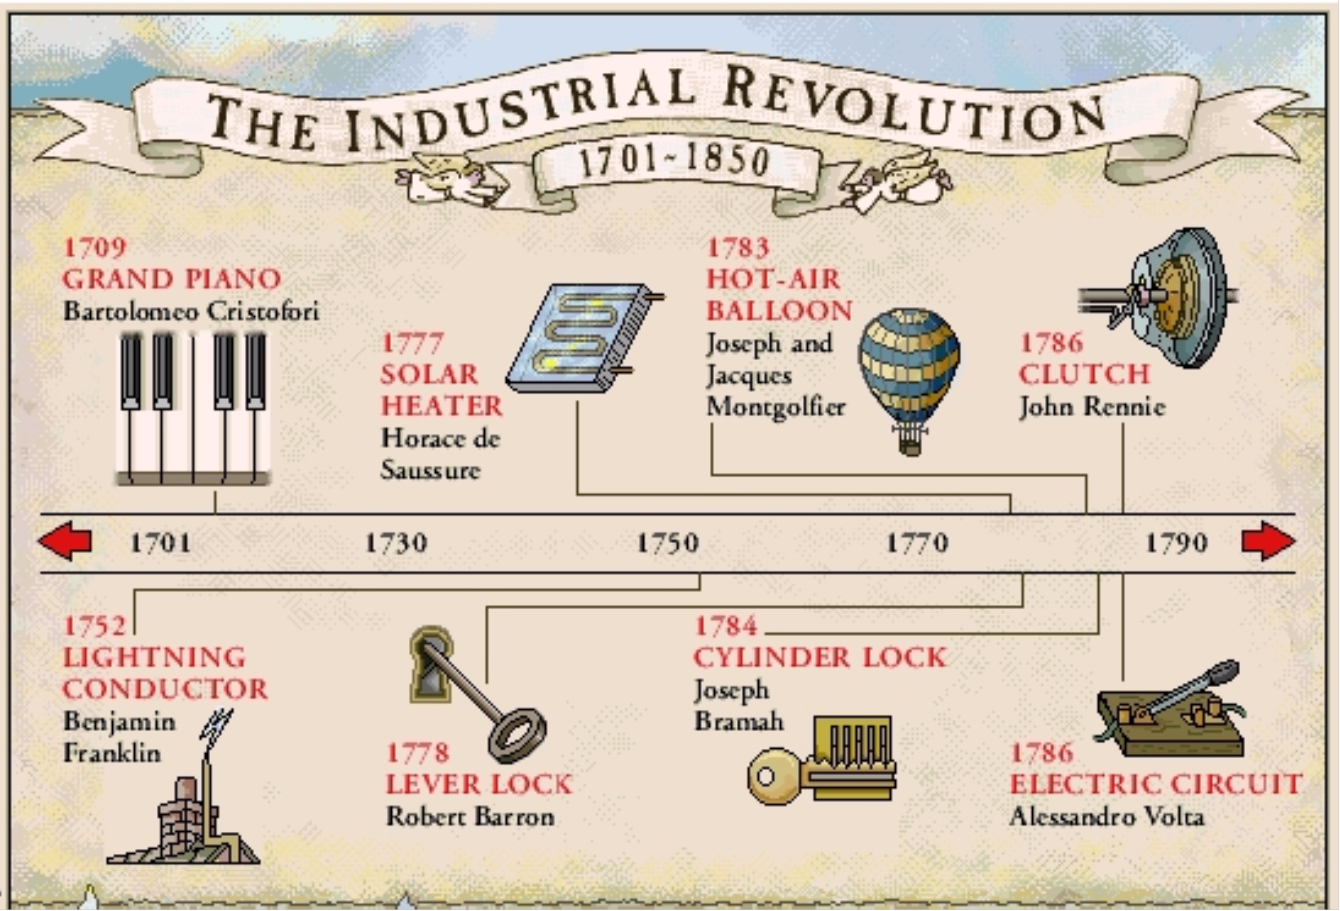 THE INDUSTRIAL REVOLUTION
1701-1850
1709
GRAND PIANO
Bartolomeo Cristofori
1777
SOLAR
HEATER
Horace de
Saussure
1783
HOT-AIR
BALLOON
Joseph and
Jacques
Montgolfier
1786
CLUTCH
John Rennie
1701 1730 1750 1770 1790
1752
LIGHTNING
CONDUCTOR
Benjamin
Franklin
1778
LEVER LOCK
Robert Barron
1784
CYLINDER LOCK
Joseph
Bramah
1786
ELECTRIC CIRCUIT
Alessandro Volta